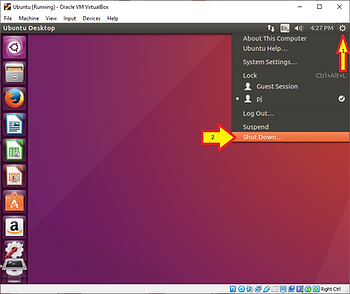 Ubuntu [Running] - Oracle VM VirtualBox
File Machine View Input Devices Help
Ubuntu Desktop
En
4:27 PM
About This Computer
Ubuntu Help...
System Settings...
Lock Ctrl+Alt+L
Guest Session
pj
Log Out...
Suspend
2 Shut Down...
a
Right Ctrl